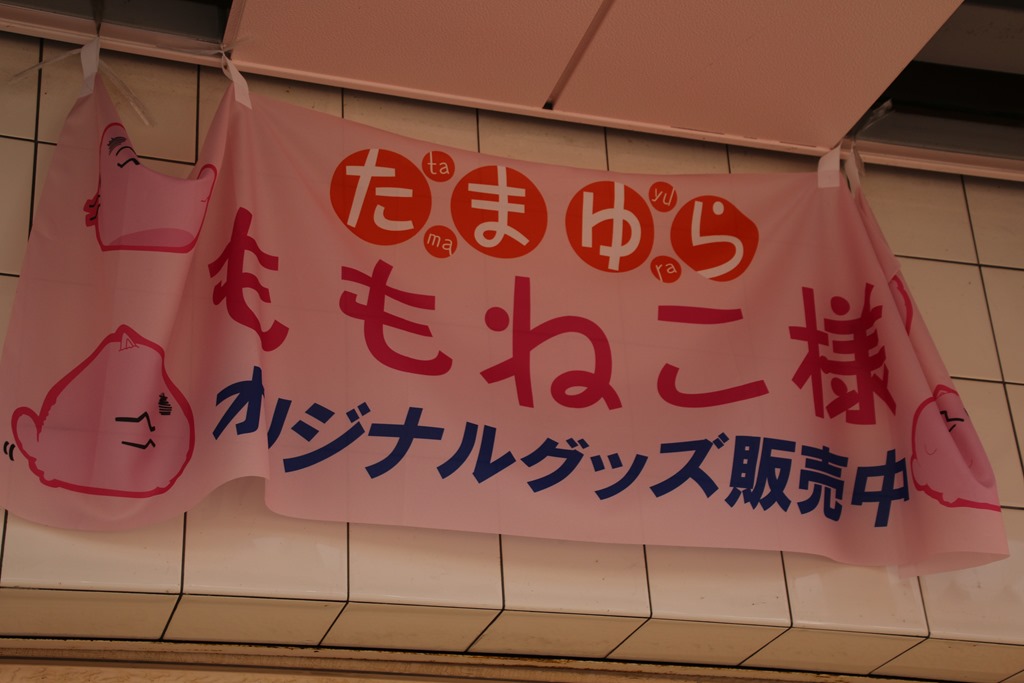 たまゆら
ta ma yu ra
ももねこ様
オリジナルグッズ販売中